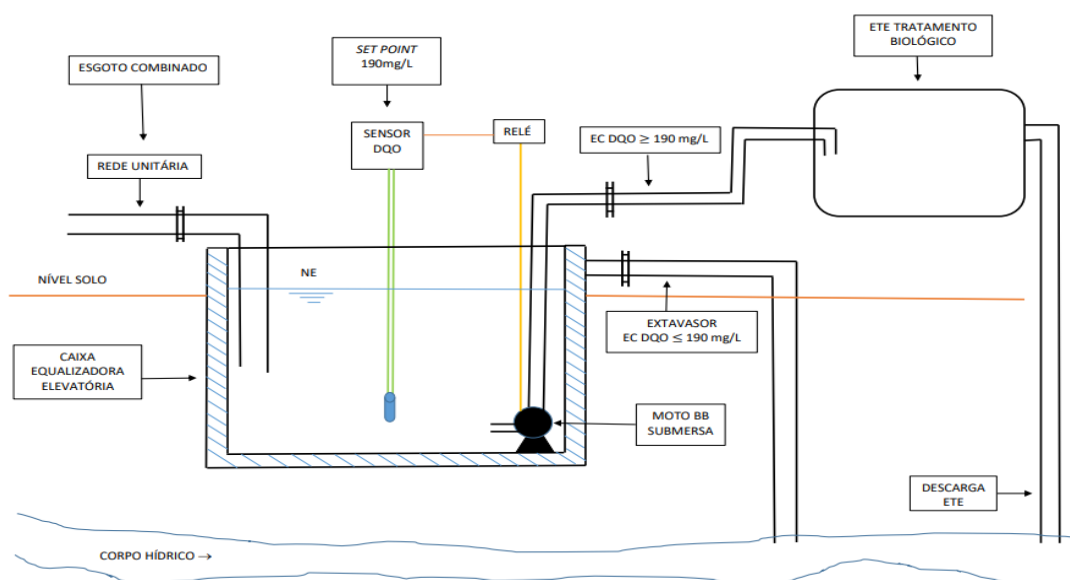 ETE TRATAMENTO
BIOLÓGICO
SET POINT
190mg/L
ESGOTO COMBINADO
SENSOR
DQO
RELÉ
EC DQO ≥ 190 mg/L
REDE UNITÁRIA
NÍVEL SOLO
NE
EXTAVASOR
EC DQO ≤ 190 mg/L
CAIXA
EQUALIZADORA
ELEVATÓRIA
MOTO BB
SUBMERSA
DESCARGA
ETE
CORPO HÍDRICO →